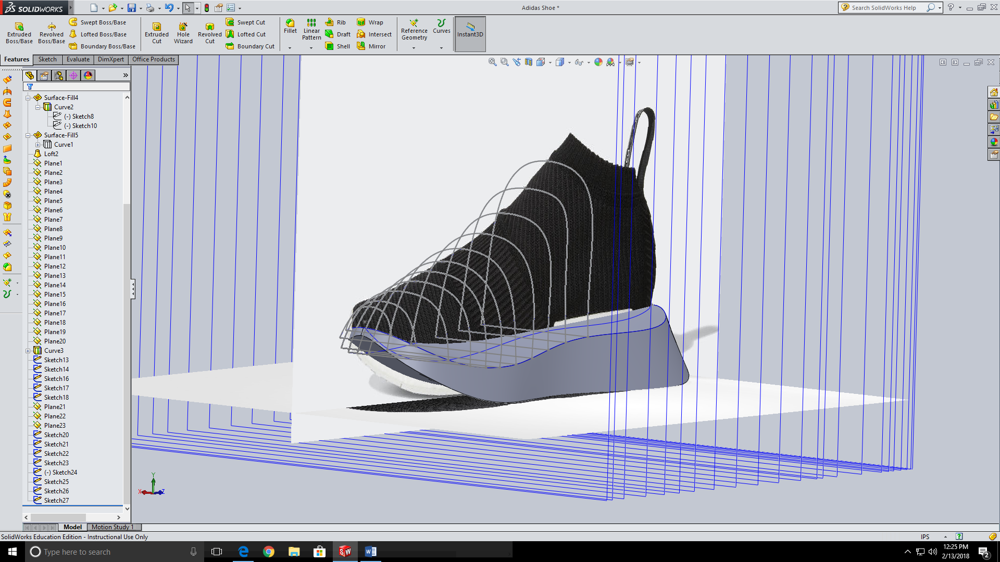 SOLIDWORKS
Adidas Shoe *
Search SolidWorks Help
Extruded Boss/Base
Revolved Boss/Base
Swept Boss/Base
Lofted Boss/Base
Boundary Boss/Base
Extruded Cut
Hole Wizard
Revolved Cut
Swept Cut
Lofted Cut
Boundary Cut
Fillet
Linear Pattern
Rib
Draft
Shell
Wrap
Intersect
Mirror
Reference Geometry
Curves
Instant3D
Features
Sketch
Evaluate
DimXpert
Office Products
Surface-Fill4
Curve2
(-) Sketch8
(-) Sketch10
Surface-Fill5
Curve1
Loft2
Plane1
Plane2
Plane3
Plane4
Plane5
Plane6
Plane7
Plane8
Plane9
Plane10
Plane11
Plane12
Plane13
Plane14
Plane15
Plane16
Plane17
Plane18
Plane19
Plane20
Curve3
Sketch13
Sketch14
Sketch16
Sketch17
Sketch18
Plane21
Plane22
Plane23
Sketch20
Sketch21
Sketch22
Sketch23
(-) Sketch24
Sketch25
Sketch26
Sketch27
Y
X
Z
Model
Motion Study 1
SolidWorks Education Edition - Instructional Use Only
IPS
Type here to search
12:25 PM
2/13/2018
2